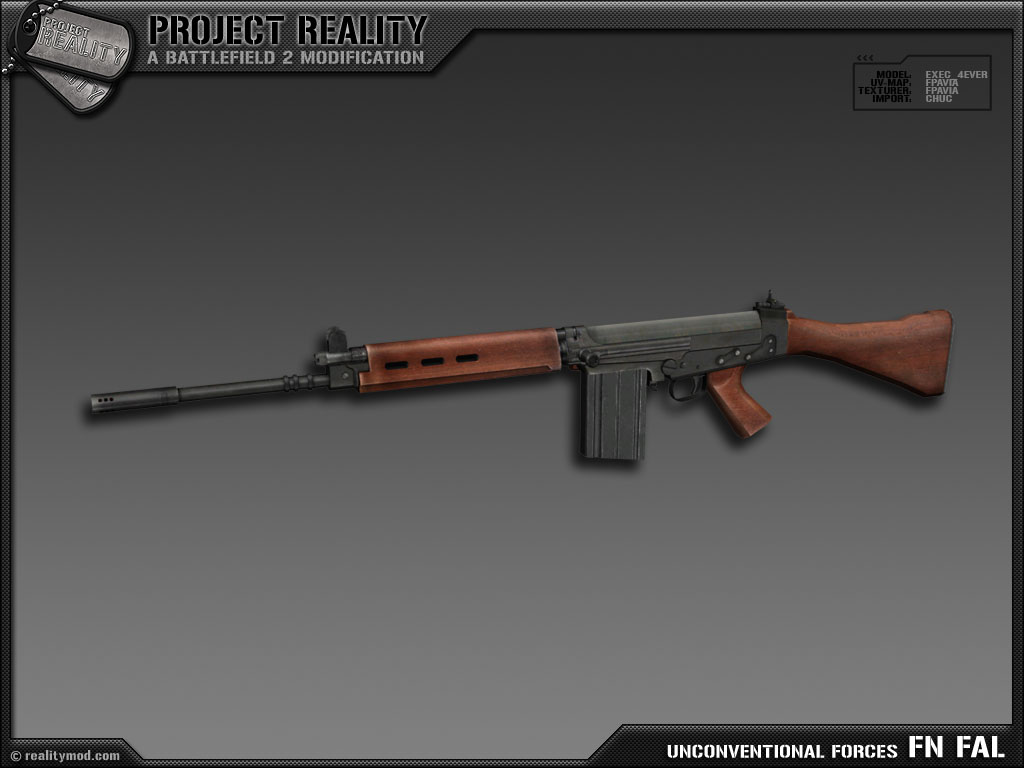 PROJECT REALITY
A BATTLEFIELD 2 MODIFICATION
PROJECT
REALITY
MODEL. EXEC_4EVER
UV-MAP. FPAVIA
TEXTURER. FPAVIA
IMPORT. CHUC
© realitymod.com
UNCONVENTIONAL FORCES FN FAL